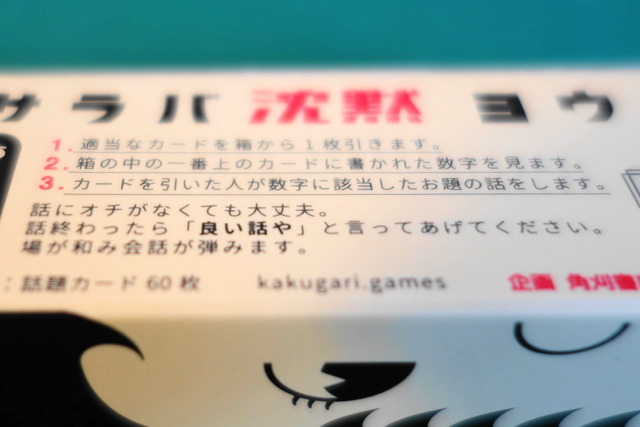 サラバ 沈黙 ヨウ
1. 適当なカードを箱から1枚引きます。
2. 箱の中の一番上のカードに書かれた数字を見ます。
3. カードを引いた人が数字に該当したお題の話をします。
話にオチがなくても大丈夫。
話終わったら「良い話や」と言ってあげてください。
場が和み会話が弾みます。
：話題カード60枚 kakugari.games 企画 角刈書